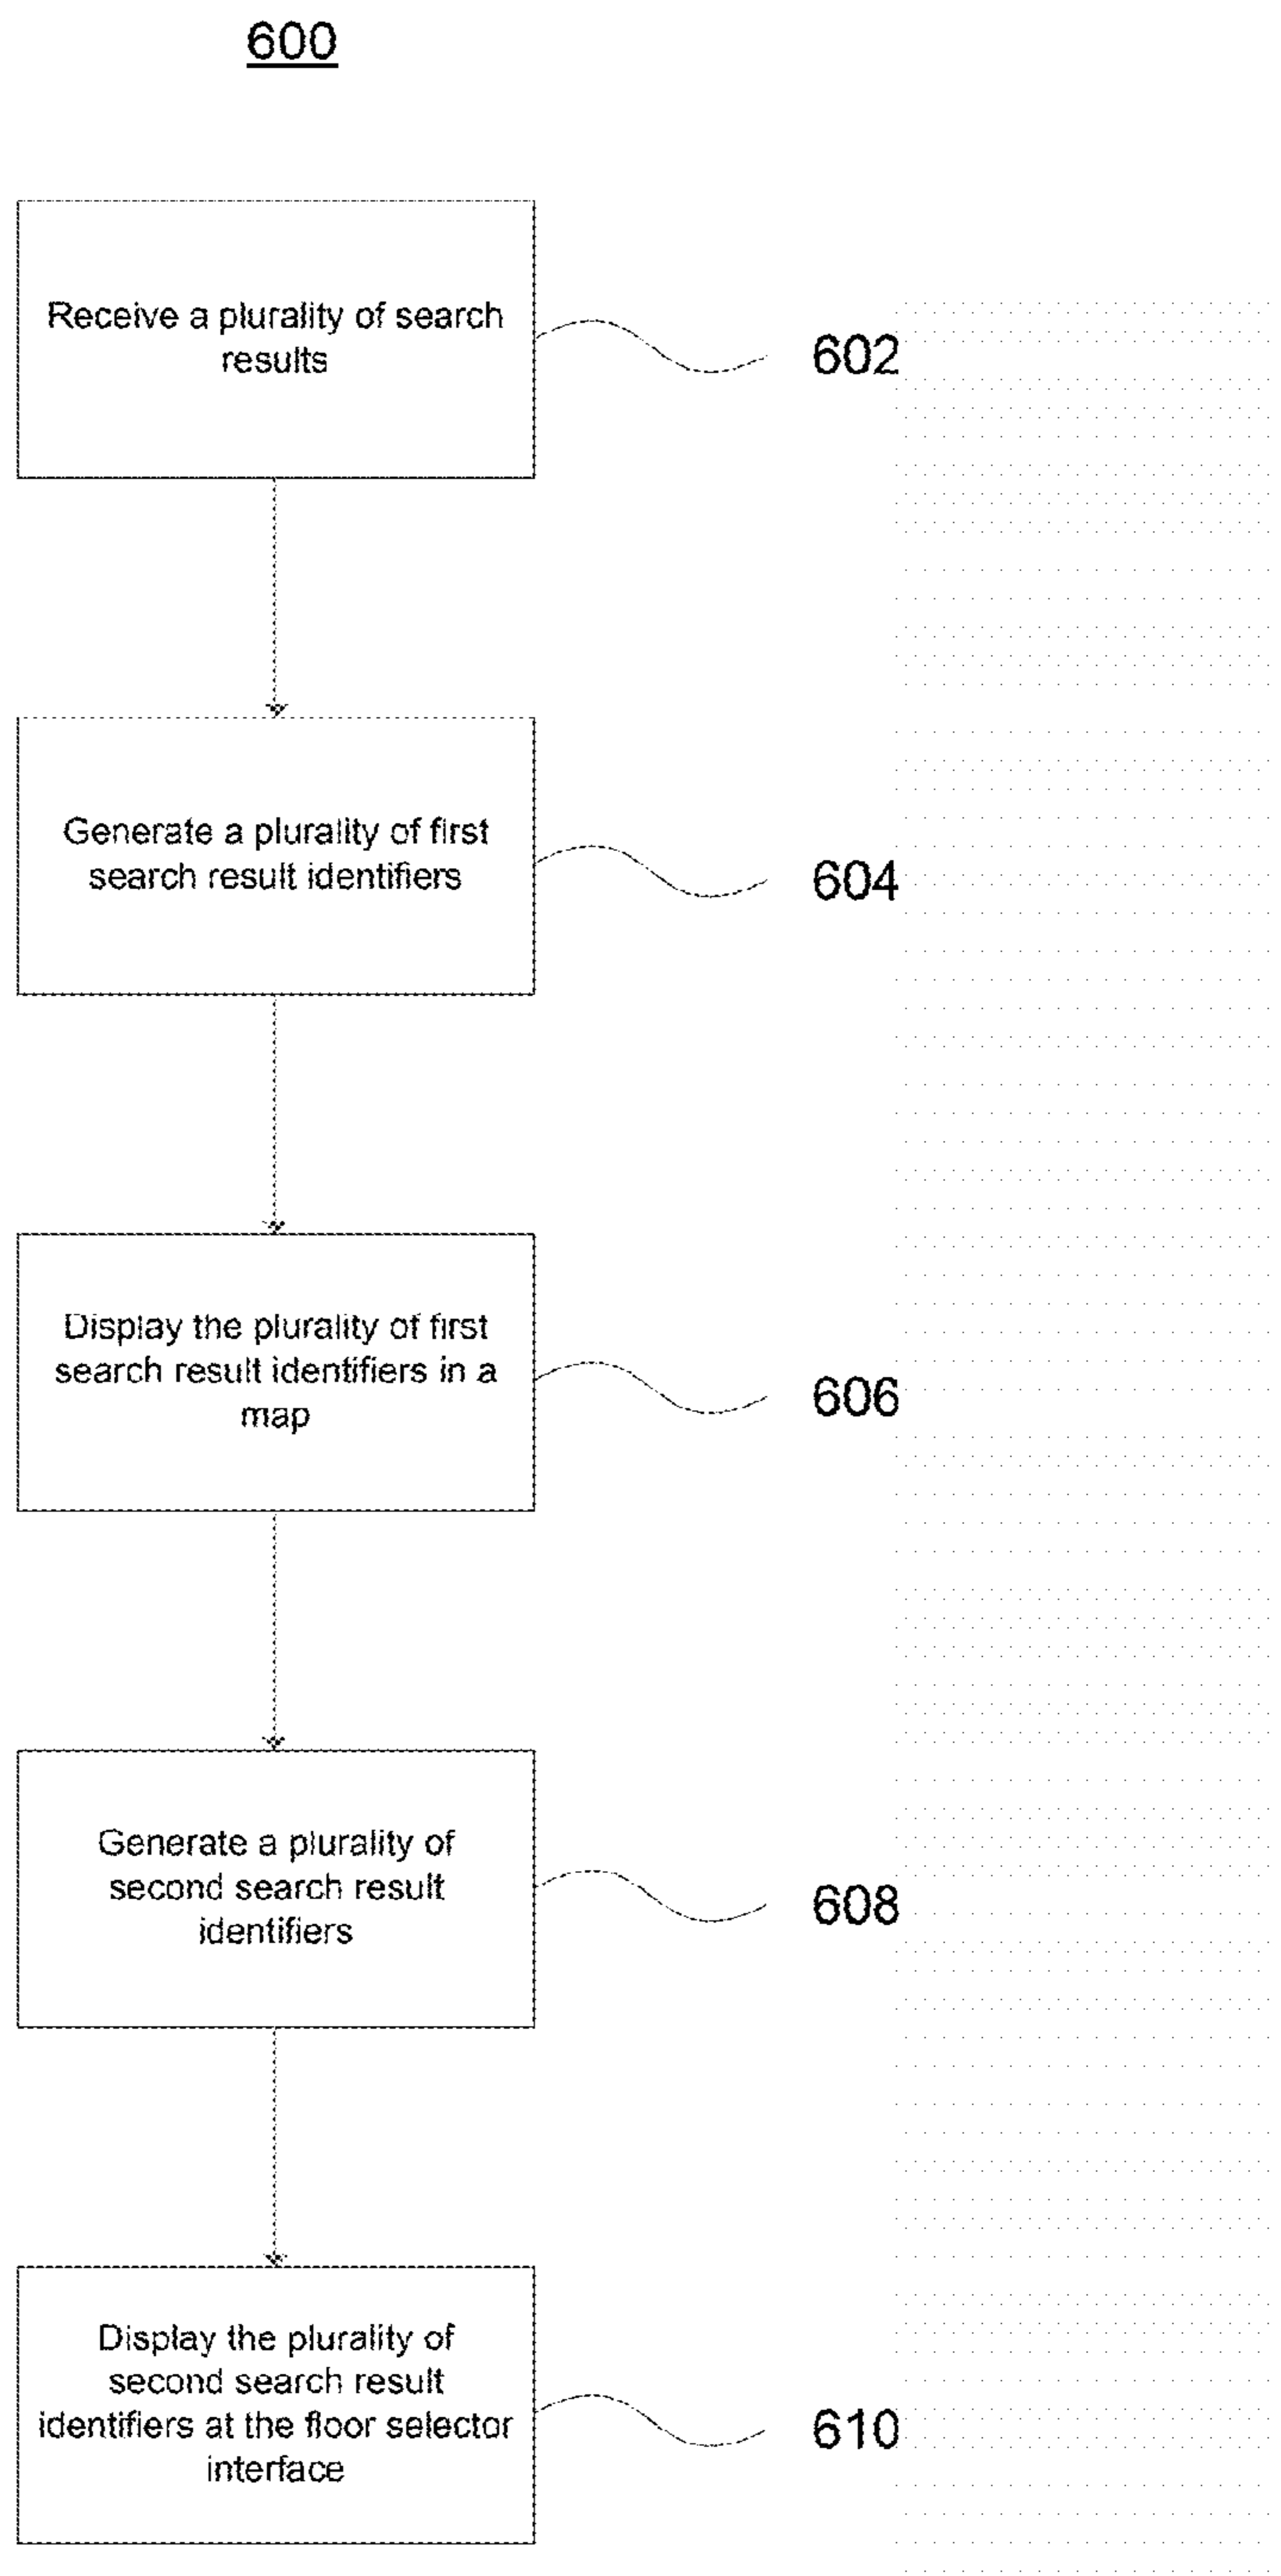 600
Receive a plurality of search
results
602
Generate a plurality of first
search result identifiers
604
Display the plurality of first
search result identifiers in a
map
606
Generate a plurality of
second search result
identifiers
608
Display the plurality of
second search result
identifiers at the floor selector
interface
610